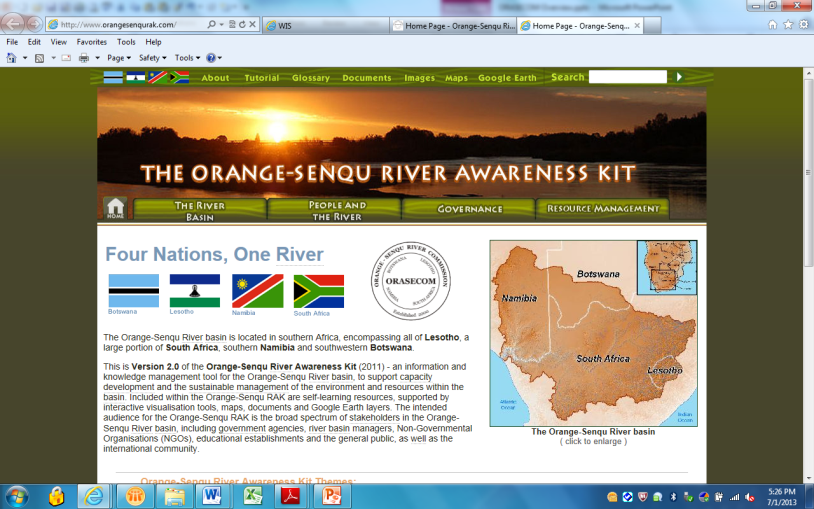 http://www.orangesenqurak.com/
WIS
Home Page - Orange-Senqu Ri...
Home Page - Orange-Senq...
File Edit View Favorites Tools Help
Page Safety Tools
About Tutorial Glossary Documents Images Maps Google Earth Search
THE ORANGE-SENQU RIVER AWARENESS KIT
HOME
THE RIVER
BASIN
PEOPLE AND
THE RIVER
GOVERNANCE
RESOURCE MANAGEMENT
Four Nations, One River
Botswana Lesotho Namibia South Africa
ORANGE - SENQU RIVER COMMISSION
BOTSWANA LESOTHO
ORASECOM
NAMIBIA SOUTH AFRICA
Established 2000
Botswana
Namibia
South Africa
Lesotho
Atlantic
Ocean
Indian
Ocean
The Orange-Senqu River basin
( click to enlarge )
The Orange-Senqu River basin is located in southern Africa, encompassing all of Lesotho, a
large portion of South Africa, southern Namibia and southwestern Botswana.
This is Version 2.0 of the Orange-Senqu River Awareness Kit (2011) - an information and
knowledge management tool for the Orange-Senqu River basin, to support capacity
development and the sustainable management of the environment and resources within the
basin. Included within the Orange-Senqu RAK are self-learning resources, supported by
interactive visualisation tools, maps, documents and Google Earth layers. The intended
audience for the Orange-Senqu RAK is the broad spectrum of stakeholders in the Orange-
Senqu River basin, including government agencies, river basin managers, Non-Governmental
Organisations (NGOs), educational establishments and the general public, as well as the
international community.
Orange-Senqu River Awareness Kit Themes:
5:26 PM
7/1/2013